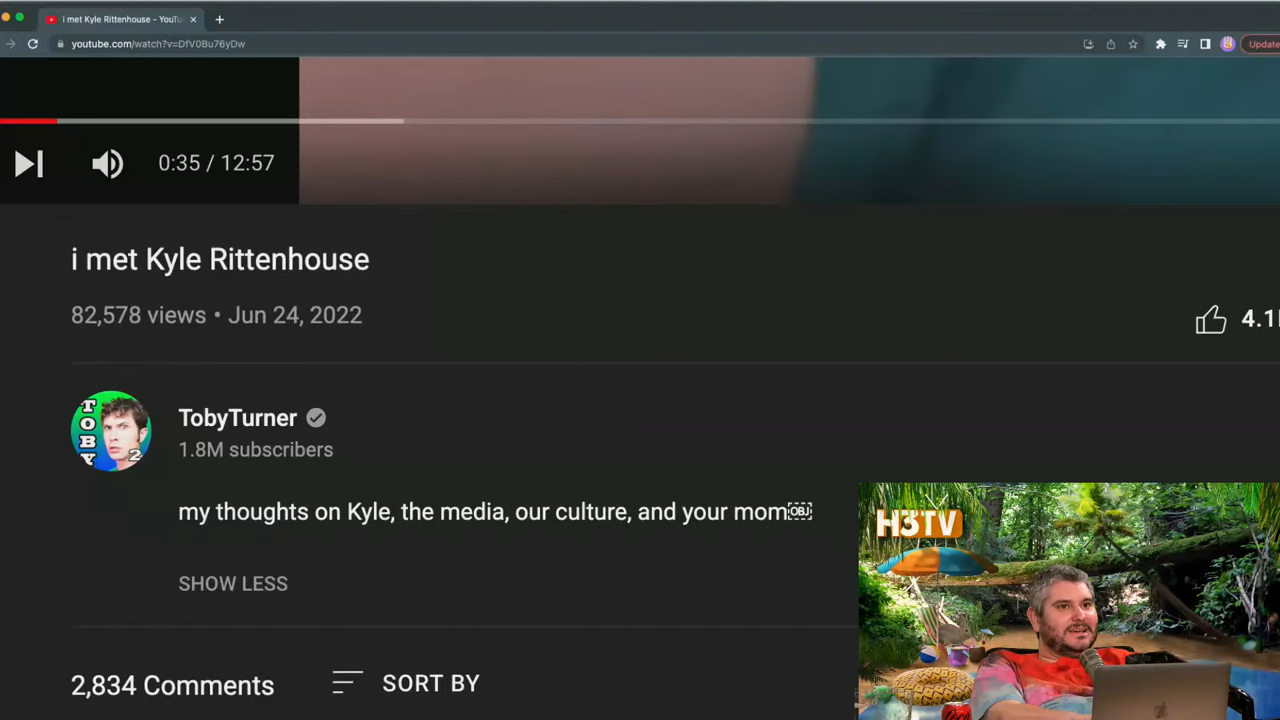 i met Kyle Rittenhouse - YouTu
youtube.com/watch?v=DfV0Bu76yDw
Update
0:35 / 12:57
i met Kyle Rittenhouse
82,578 views • Jun 24, 2022
4.1
TOBY
2
TobyTurner
1.8M subscribers
my thoughts on Kyle, the media, our culture, and your mom￼
H3TV
SHOW LESS
2,834 Comments
SORT BY